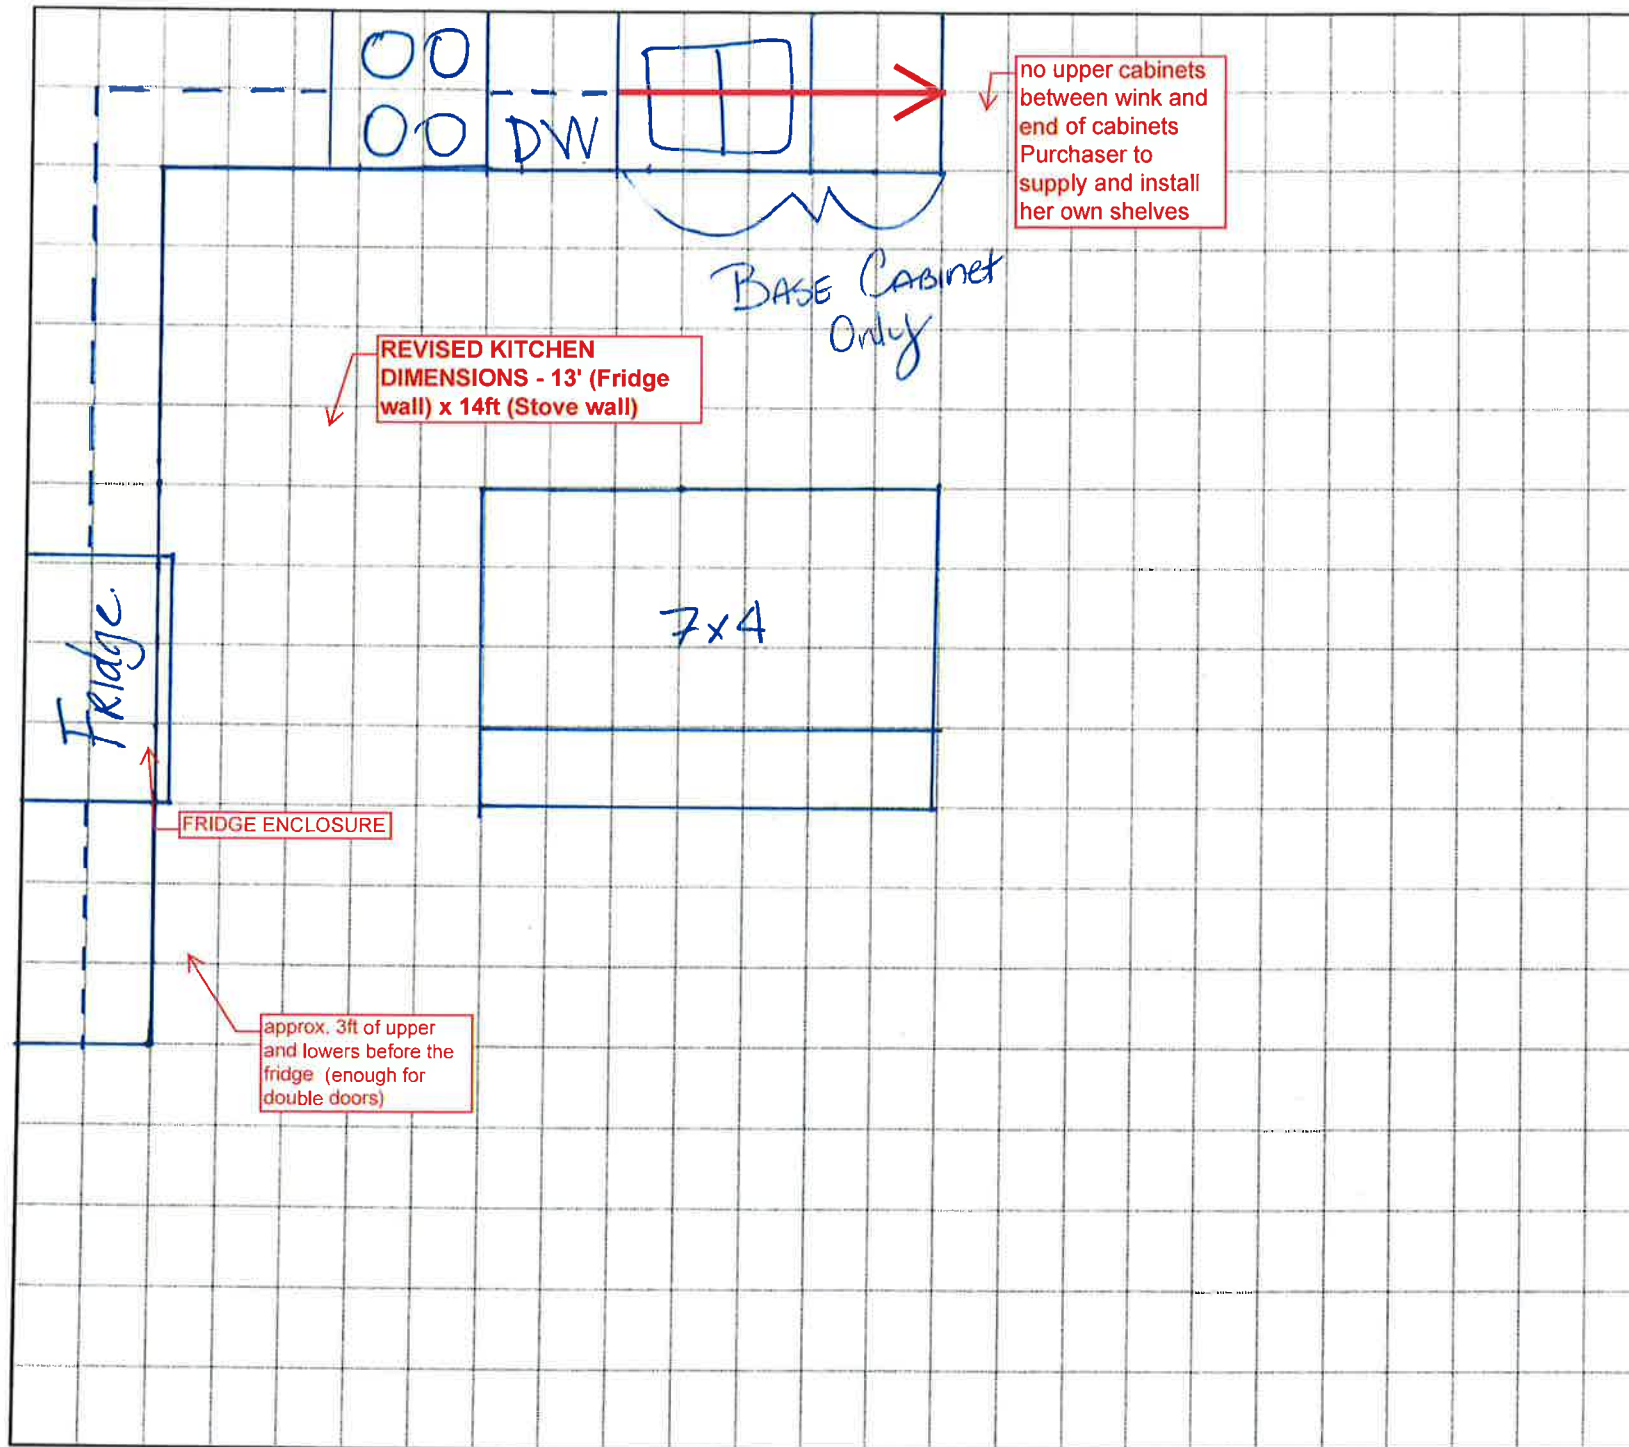 DW
no upper cabinets
between wink and
end of cabinets
Purchaser to
supply and install
her own shelves
BASE CABINET
Only
REVISED KITCHEN
DIMENSIONS - 13' (Fridge
wall) x 14ft (Stove wall)
7x4
FRIdge.
FRIDGE ENCLOSURE
approx. 3ft of upper
and lowers before the
fridge (enough for
double doors)